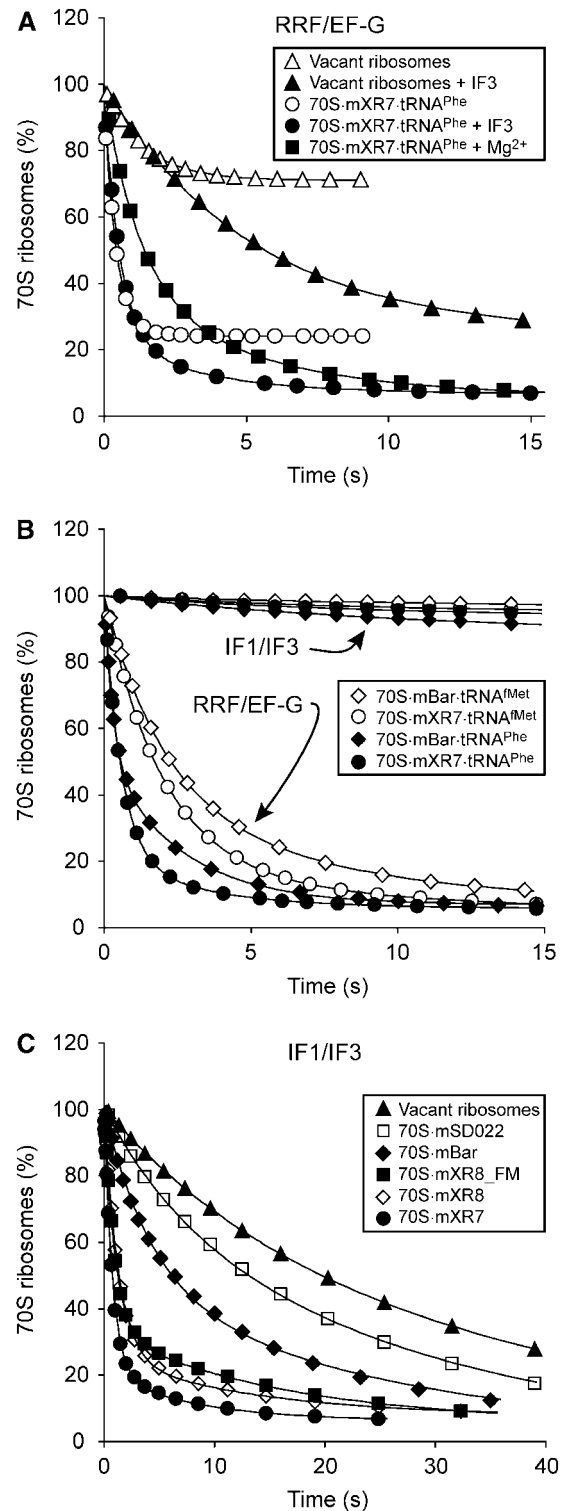 A
RRF/EF-G
120
100
80
60
40
20
0
70S ribosomes (%)
Vacant ribosomes
Vacant ribosomes + IF3
70S·mXR7·tRNAPhe
70S·mXR7·tRNAPhe + IF3
70S·mXR7·tRNAPhe + Mg2+
0 5 10 15
Time (s)
B
120
100
80
60
40
20
0
70S ribosomes (%)
IF1/IF3
RRF/EF-G
70S·mBar·tRNAfMet
70S·mXR7·tRNAfMet
70S·mBar·tRNAPhe
70S·mXR7·tRNAPhe
0 5 10 15
Time (s)
C
IF1/IF3
120
100
80
60
40
20
0
70S ribosomes (%)
Vacant ribosomes
70S·mSD022
70S·mBar
70S·mXR8_FM
70S·mXR8
70S·mXR7
0 10 20 30 40
Time (s)